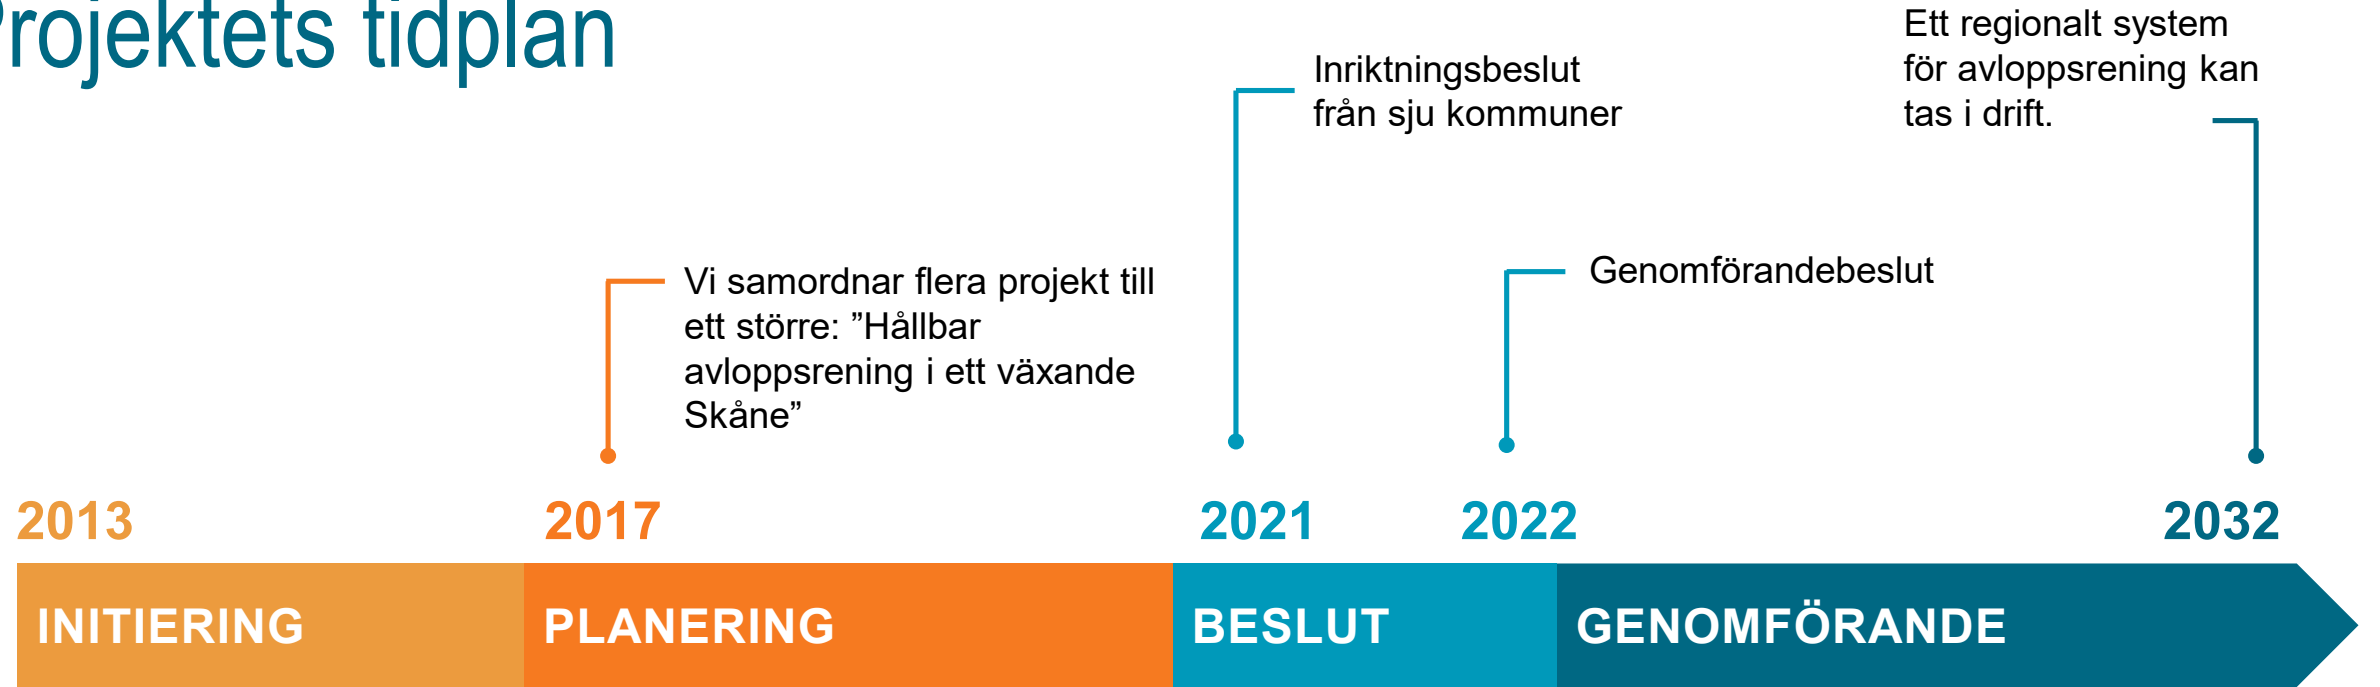 Projektets tidplan
Ett regionalt system
för avloppsrening kan
tas i drift.
Inriktningsbeslut
från sju kommuner
Genomförandebeslut
Vi samordnar flera projekt till
ett större: ”Hållbar
avloppsrening i ett växande
Skåne”
2013
2017
2021
2022
2032
INITIERING
PLANERING
BESLUT
GENOMFÖRANDE